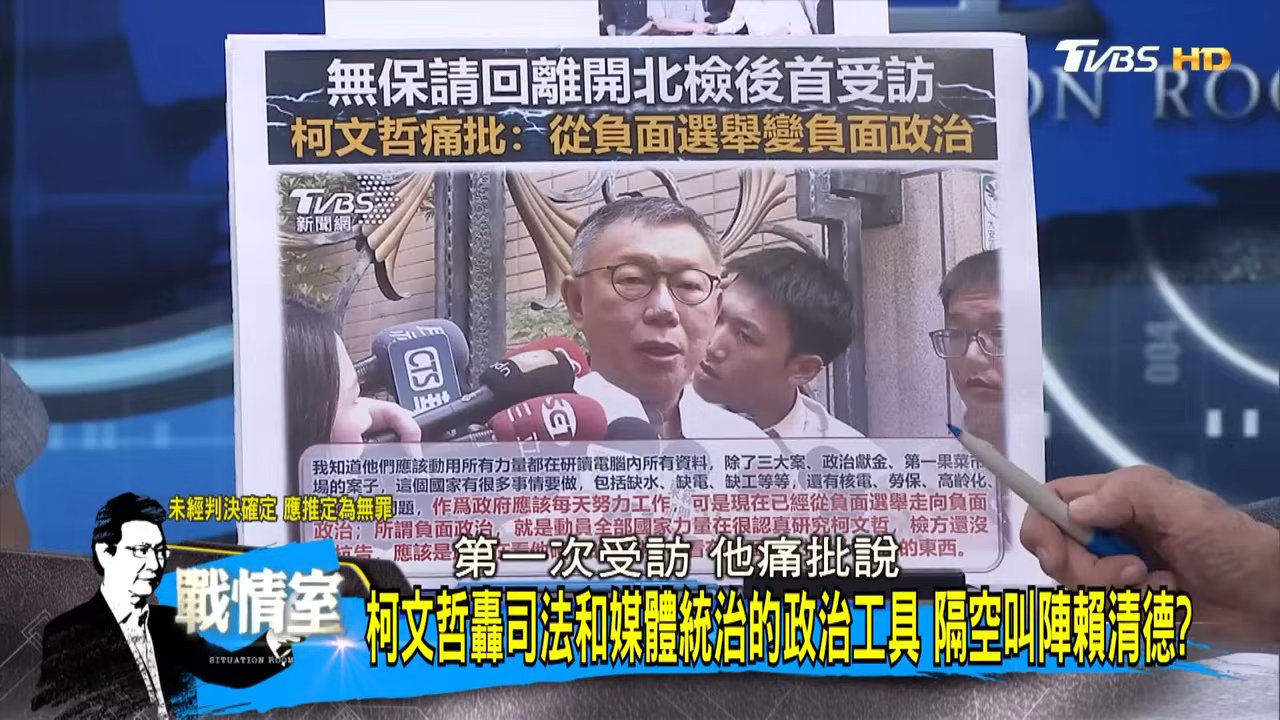 TVBS HD
ON ROO
無保請回離開北檢後首受訪
柯文哲痛批：從負面選舉變負面政治
TVBS
新聞網
CTS
SET
我知道他們應該動用所有力量都在研讀電腦內所有資料，除了三大案、政治獻金、第一果菜市
場的案子，這個國家有很多事情要做，包括缺水、缺電、缺工等等，還有核電、勞保、高齡化、
題，作為政府應該每天努力工作，可是現在已經從負面選舉走向負面
政治，所謂負面政治，就是動員全部國家力量在很認真研究柯文哲，檢方還沒
抗告，應該是
的東西。
004
未經判決確定 應推定為無罪
第一次受訪 他痛批說
戰情室
SITUATION ROOM
柯文哲轟司法和媒體統治的政治工具 隔空叫陣賴清德?